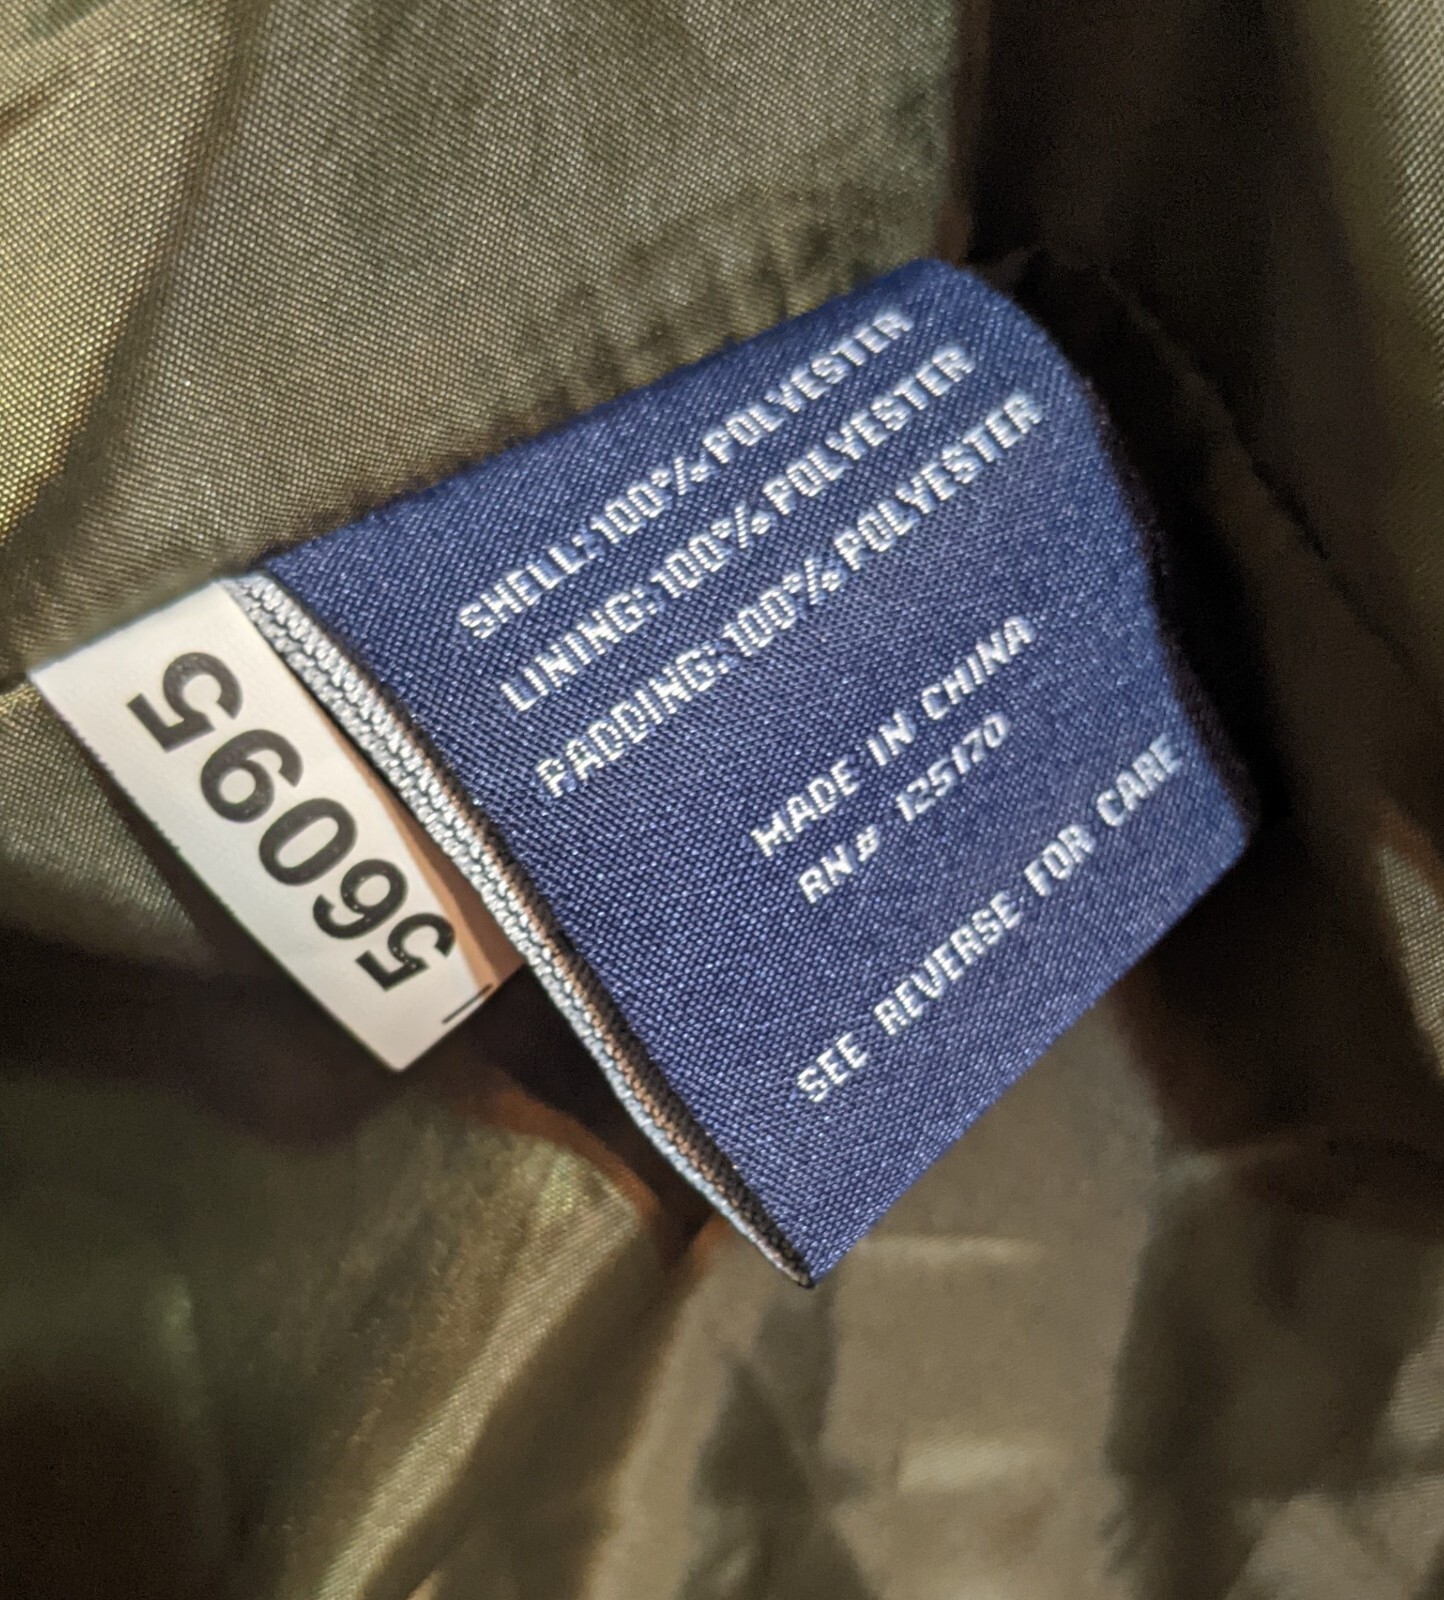 SHELL: 100% POLYESTER
LINING: 100% POLYESTER
PADDING: 100% POLYESTER
MADE IN CHINA
RN# 125170
SEE REVERSE FOR CARE
56095